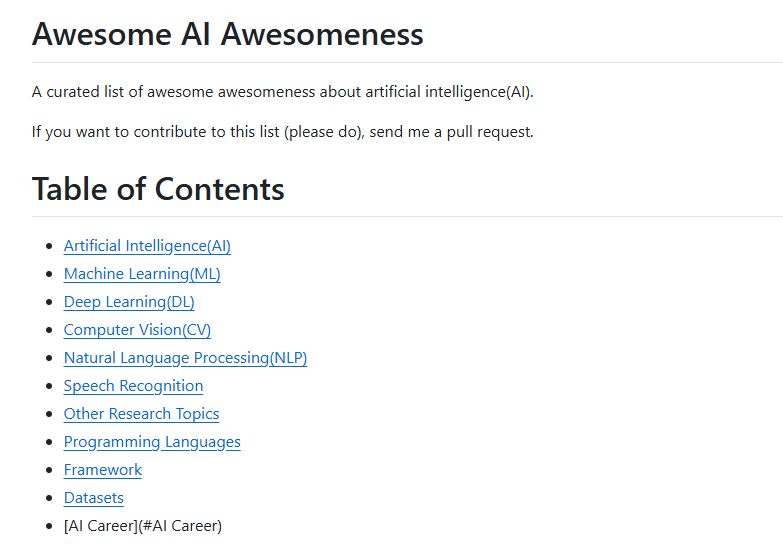 Awesome AI Awesomeness
A curated list of awesome awesomeness about artificial intelligence(AI).
If you want to contribute to this list (please do), send me a pull request.
Table of Contents
Artificial Intelligence(AI)
Machine Learning(ML)
Deep Learning(DL)
Computer Vision(CV)
Natural Language Processing(NLP)
Speech Recognition
Other Research Topics
Programming Languages
Framework
Datasets
[AI Career](#AI Career)